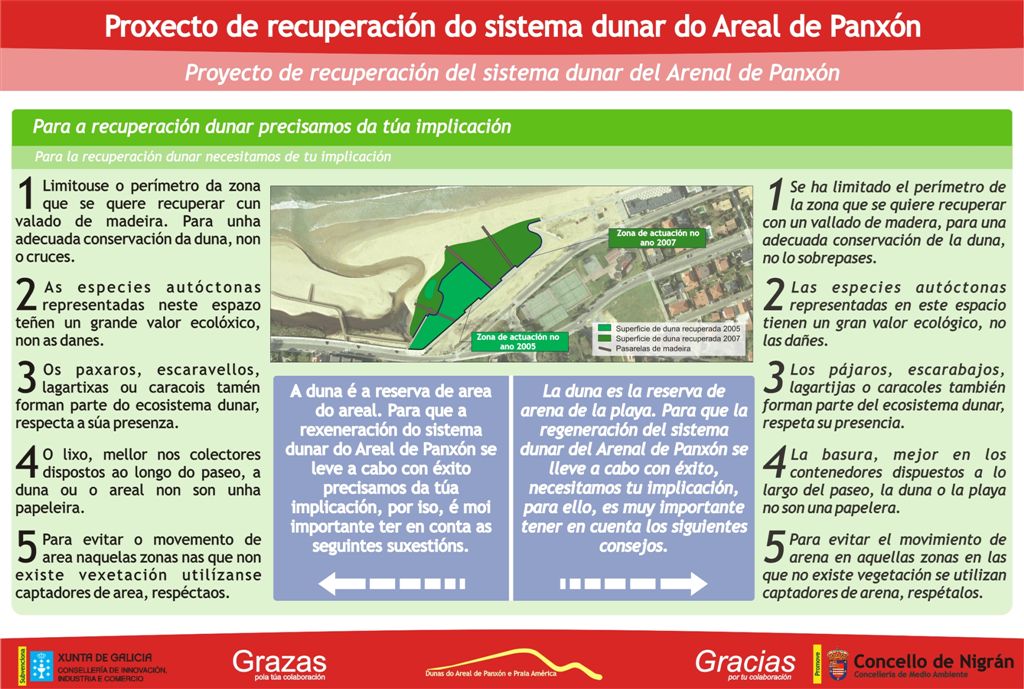 Proxecto de recuperación do sistema dunar do Areal de Panxón
Proyecto de recuperación del sistema dunar del Arenal de Panxón
Para a recuperación dunar precisamos da túa implicación
Para la recuperación dunar necesitamos de tu implicación
1 Limitouse o perímetro da zona
que se quere recuperar cun
valado de madeira. Para unha
adecuada conservación da duna, non
o cruces.
2 As especies autóctonas
representadas neste espazo
teñen un grande valor ecolóxico,
non as danes.
3 Os paxaros, escaravellos,
lagartixas ou caracois tamén
forman parte do ecosistema dunar,
respecta a súa presenza.
4 O lixo, mellor nos colectores
dispostos ao longo do paseo, a
duna ou o areal non son unha
papeleira.
5 Para evitar o movemento de
area naquelas zonas nas que non
existe vexetación utilízanse
captadores de area, respéctaos.
Zona de actuación no
ano 2007
Zona de actuación no
ano 2005
Superficie de duna recuperada 2005
Superficie de duna recuperada 2007
Pasarelas de madeira
A duna é a reserva de area
do areal. Para que a
rexeneración do sistema
dunar do Areal de Panxón se
leve a cabo con éxito
precisamos da túa
implicación, por iso, é moi
importante ter en conta as
seguintes suxestións.
La duna es la reserva de
arena de la playa. Para que la
regeneración del sistema
dunar del Arenal de Panxón se
lleve a cabo con éxito,
necesitamos tu implicación,
para ello, es muy importante
tener en cuenta los siguientes
consejos.
1 Se ha limitado el perímetro de
la zona que se quiere recuperar
con un vallado de madera, para una
adecuada conservación de la duna,
no lo sobrepases.
2 Las especies autóctonas
representadas en este espacio
tienen un gran valor ecológico, no
las dañes.
3 Los pájaros, escarabajos,
lagartijas o caracoles también
forman parte del ecosistema dunar,
respeta su presencia.
4 La basura, mejor en los
contenedores dispuestos a lo
largo del paseo, la duna o la playa
no son una papelera.
5 Para evitar el movimiento de
arena en aquellas zonas en las
que no existe vegetación se utilizan
captadores de arena, respétalos.
Subvenciona
XUNTA DE GALICIA
CONSELLERÍA DE INNOVACIÓN,
INDUSTRIA E COMERCIO
Grazas
pola túa colaboración
Dunas do Areal de Panxón e Praia América
Gracias
por tu colaboración
Promove
Concello de Nigrán
Concellería de Medio Ambiente